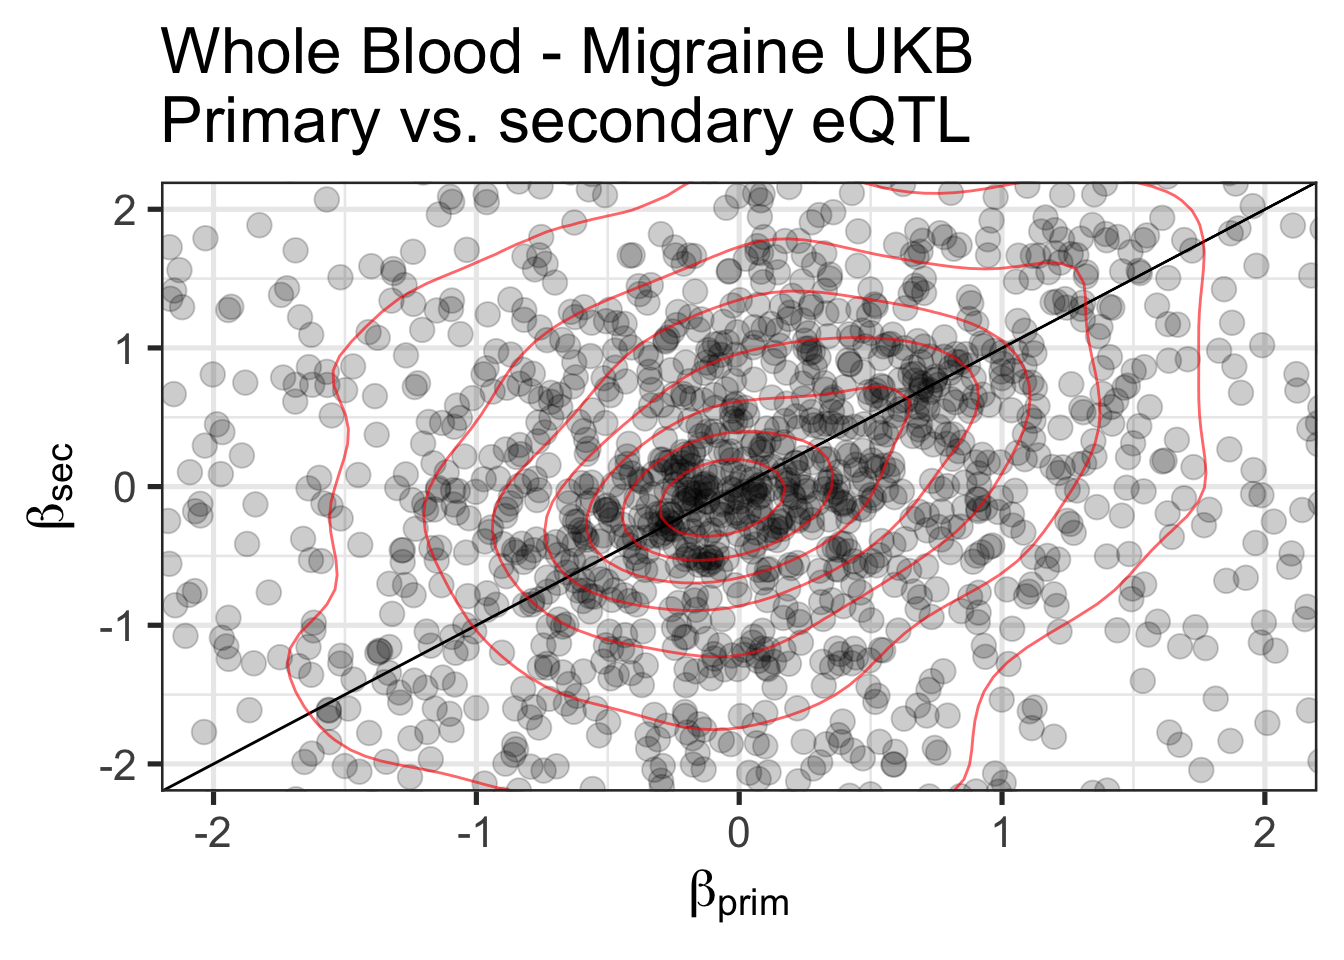 Whole Blood - Migraine UKB
Primary vs. secondary eQTL
2
1
0
-1
-2
βsec
-2 -1 0 1 2
βprim